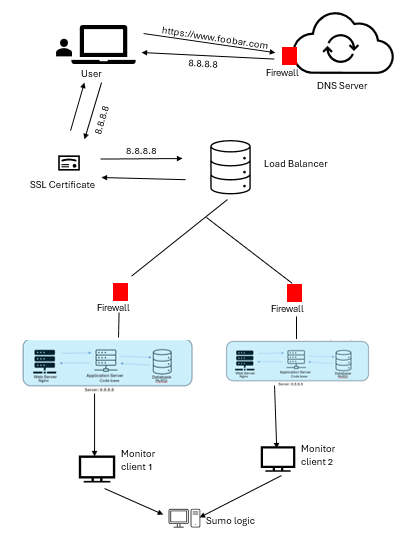 https://www.foobar.com
8.8.8.8
Firewall
User
DNS Server
8.8.8.8
8.8.8.8
SSL Certificate
Load Balancer
Firewall
Firewall
Web Server
Nginx
Application Server
Code base
Database
MySQL
Server: 8.8.8.8
Web Server
Nginx
Application Server
Code base
Database
MySQL
Server: 8.8.8.8
Monitor
client 1
Monitor
client 2
Sumo logic